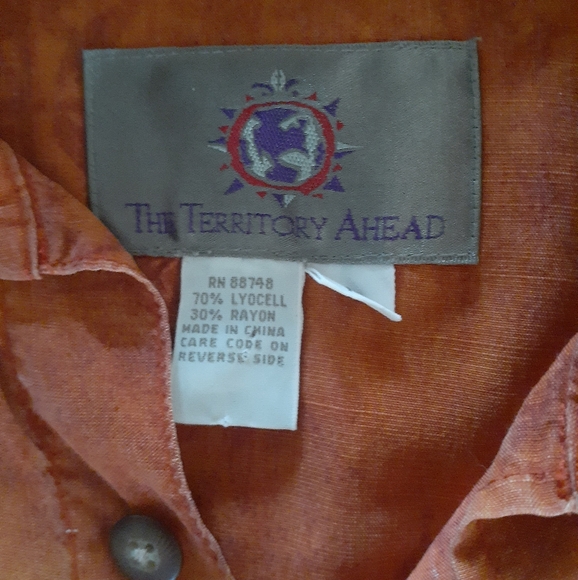 THE TERRITORY AHEAD
RN 88748
70% LYOCELL
30% RAYON
MADE IN CHINA
CARE CODE ON
REVERSE SIDE